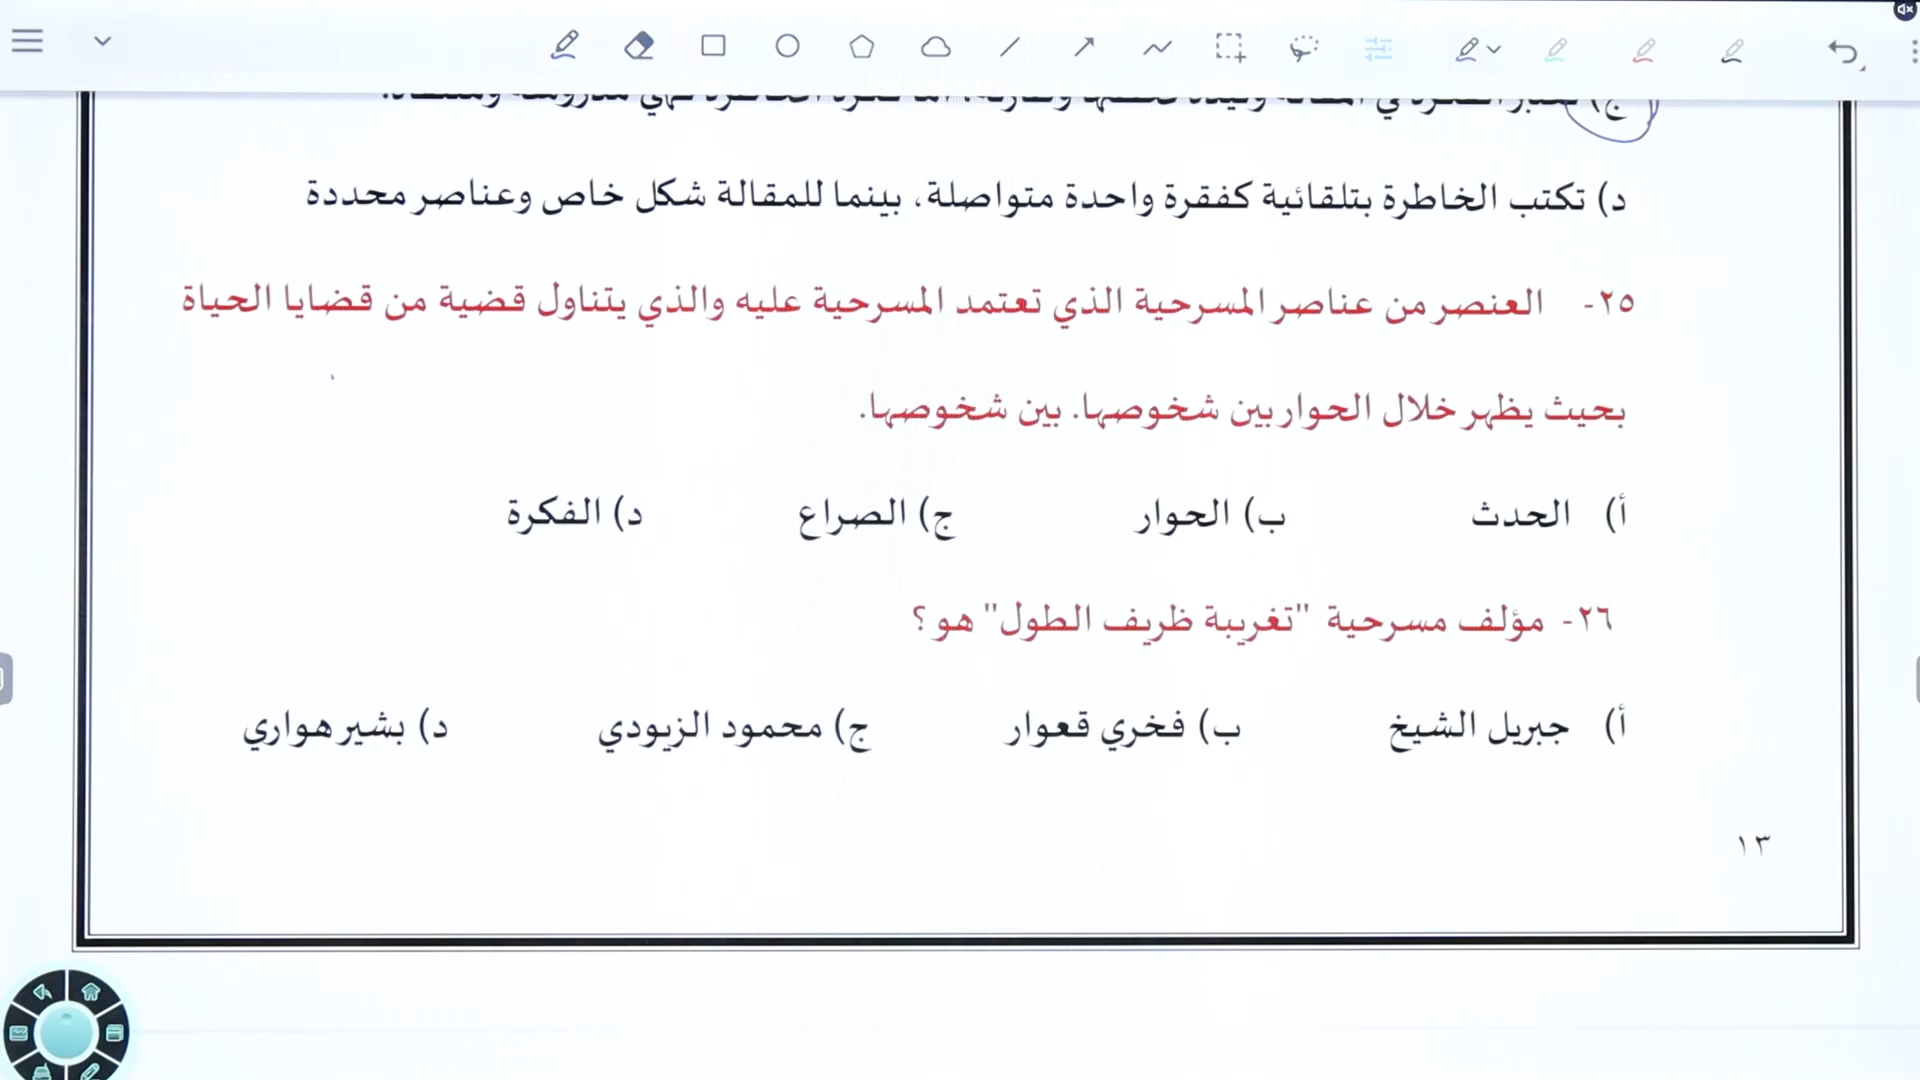 د) تكتب الخاطرة بتلقائية كفقرة واحدة متواصلة، بينما للمقالة شكل خاص وعناصر محددة
٢٥- العنصر من عناصر المسرحية الذي تعتمد المسرحية عليه والذي يتناول قضية من قضايا الحياة
بحيث يظهر خلال الحوار بين شخوصها. بين شخوصها.
أ) الحدث ب) الحوار ج) الصراع د) الفكرة
٢٦- مؤلف مسرحية "تغريبة ظريف الطول" هو؟
أ) جبريل الشيخ ب) فخري قعوار ج) محمود الزيودي د) بشير هواري
١٣